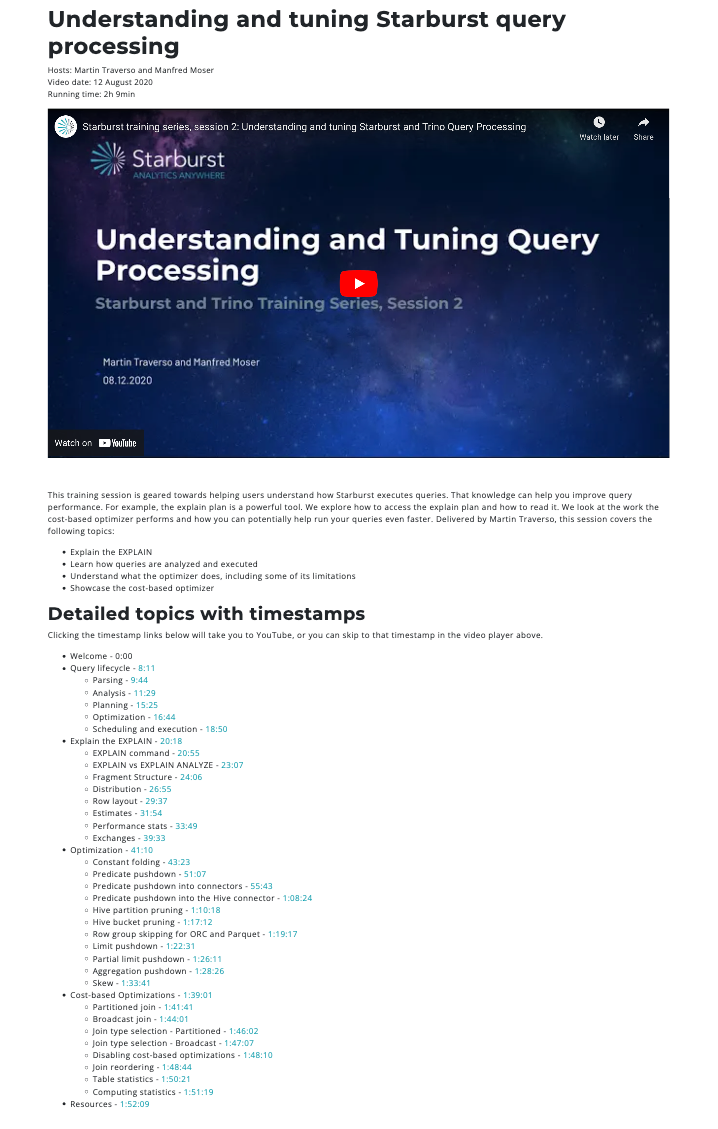 Understanding and tuning Starburst query
processing
Hosts: Martin Traverso and Manfred Moser
Video date: 12 August 2020
Running time: 2h 9min
Starburst training series, session 2: Understanding and tuning Starburst and Trino Query Processing
Watch later
Share
Starburst
ANALYTICS ANYWHERE
Understanding and Tuning Query
Processing
Starburst and Trino Training Series, Session 2
Martin Traverso and Manfred Moser
08.12.2020
Watch on YouTube
This training session is geared towards helping users understand how Starburst executes queries. That knowledge can help you improve query
performance. For example, the explain plan is a powerful tool. We explore how to access the explain plan and how to read it. We look at the work the
cost-based optimizer performs and how you can potentially help run your queries even faster. Delivered by Martin Traverso, this session covers the
following topics:
• Explain the EXPLAIN
• Learn how queries are analyzed and executed
• Understand what the optimizer does, including some of its limitations
• Showcase the cost-based optimizer
Detailed topics with timestamps
Clicking the timestamp links below will take you to YouTube, or you can skip to that timestamp in the video player above.
• Welcome - 0:00
• Query lifecycle - 8:11
◦ Parsing - 9:44
◦ Analysis - 11:29
◦ Planning - 15:25
◦ Optimization - 16:44
◦ Scheduling and execution - 18:50
• Explain the EXPLAIN - 20:18
◦ EXPLAIN command - 20:55
◦ EXPLAIN vs EXPLAIN ANALYZE - 23:07
◦ Fragment Structure - 24:06
◦ Distribution - 26:55
◦ Row layout - 29:37
◦ Estimates - 31:54
◦ Performance stats - 33:49
◦ Exchanges - 39:33
• Optimization - 41:10
◦ Constant folding - 43:23
◦ Predicate pushdown - 51:07
◦ Predicate pushdown into connectors - 55:43
◦ Predicate pushdown into the Hive connector - 1:08:24
◦ Hive partition pruning - 1:10:18
◦ Hive bucket pruning - 1:17:12
◦ Row group skipping for ORC and Parquet - 1:19:17
◦ Limit pushdown - 1:22:31
◦ Partial limit pushdown - 1:26:11
◦ Aggregation pushdown - 1:28:26
◦ Skew - 1:33:41
• Cost-based Optimizations - 1:39:01
◦ Partitioned join - 1:41:41
◦ Broadcast join - 1:44:01
◦ Join type selection - Partitioned - 1:46:02
◦ Join type selection - Broadcast - 1:47:07
◦ Disabling cost-based optimizations - 1:48:10
◦ Join reordering - 1:48:44
◦ Table statistics - 1:50:21
◦ Computing statistics - 1:51:19
• Resources - 1:52:09